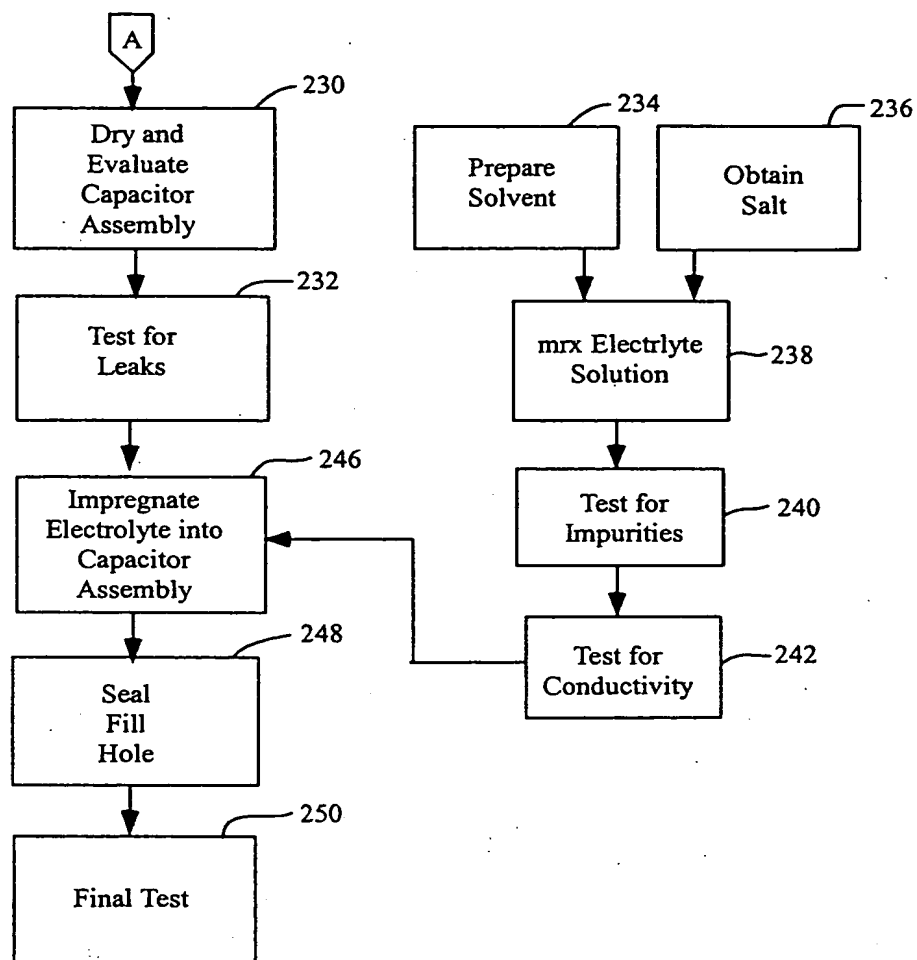 A
230
Dry and
Evaluate
Capacitor
Assembly
232
Test for
Leaks
246
Impregnate
Electrolyte into
Capacitor
Assembly
248
Seal
Fill
Hole
250
Final Test
234
Prepare
Solvent
236
Obtain
Salt
mrx Electrlyte
Solution
238
Test for
Impurities
240
Test for
Conductivity
242